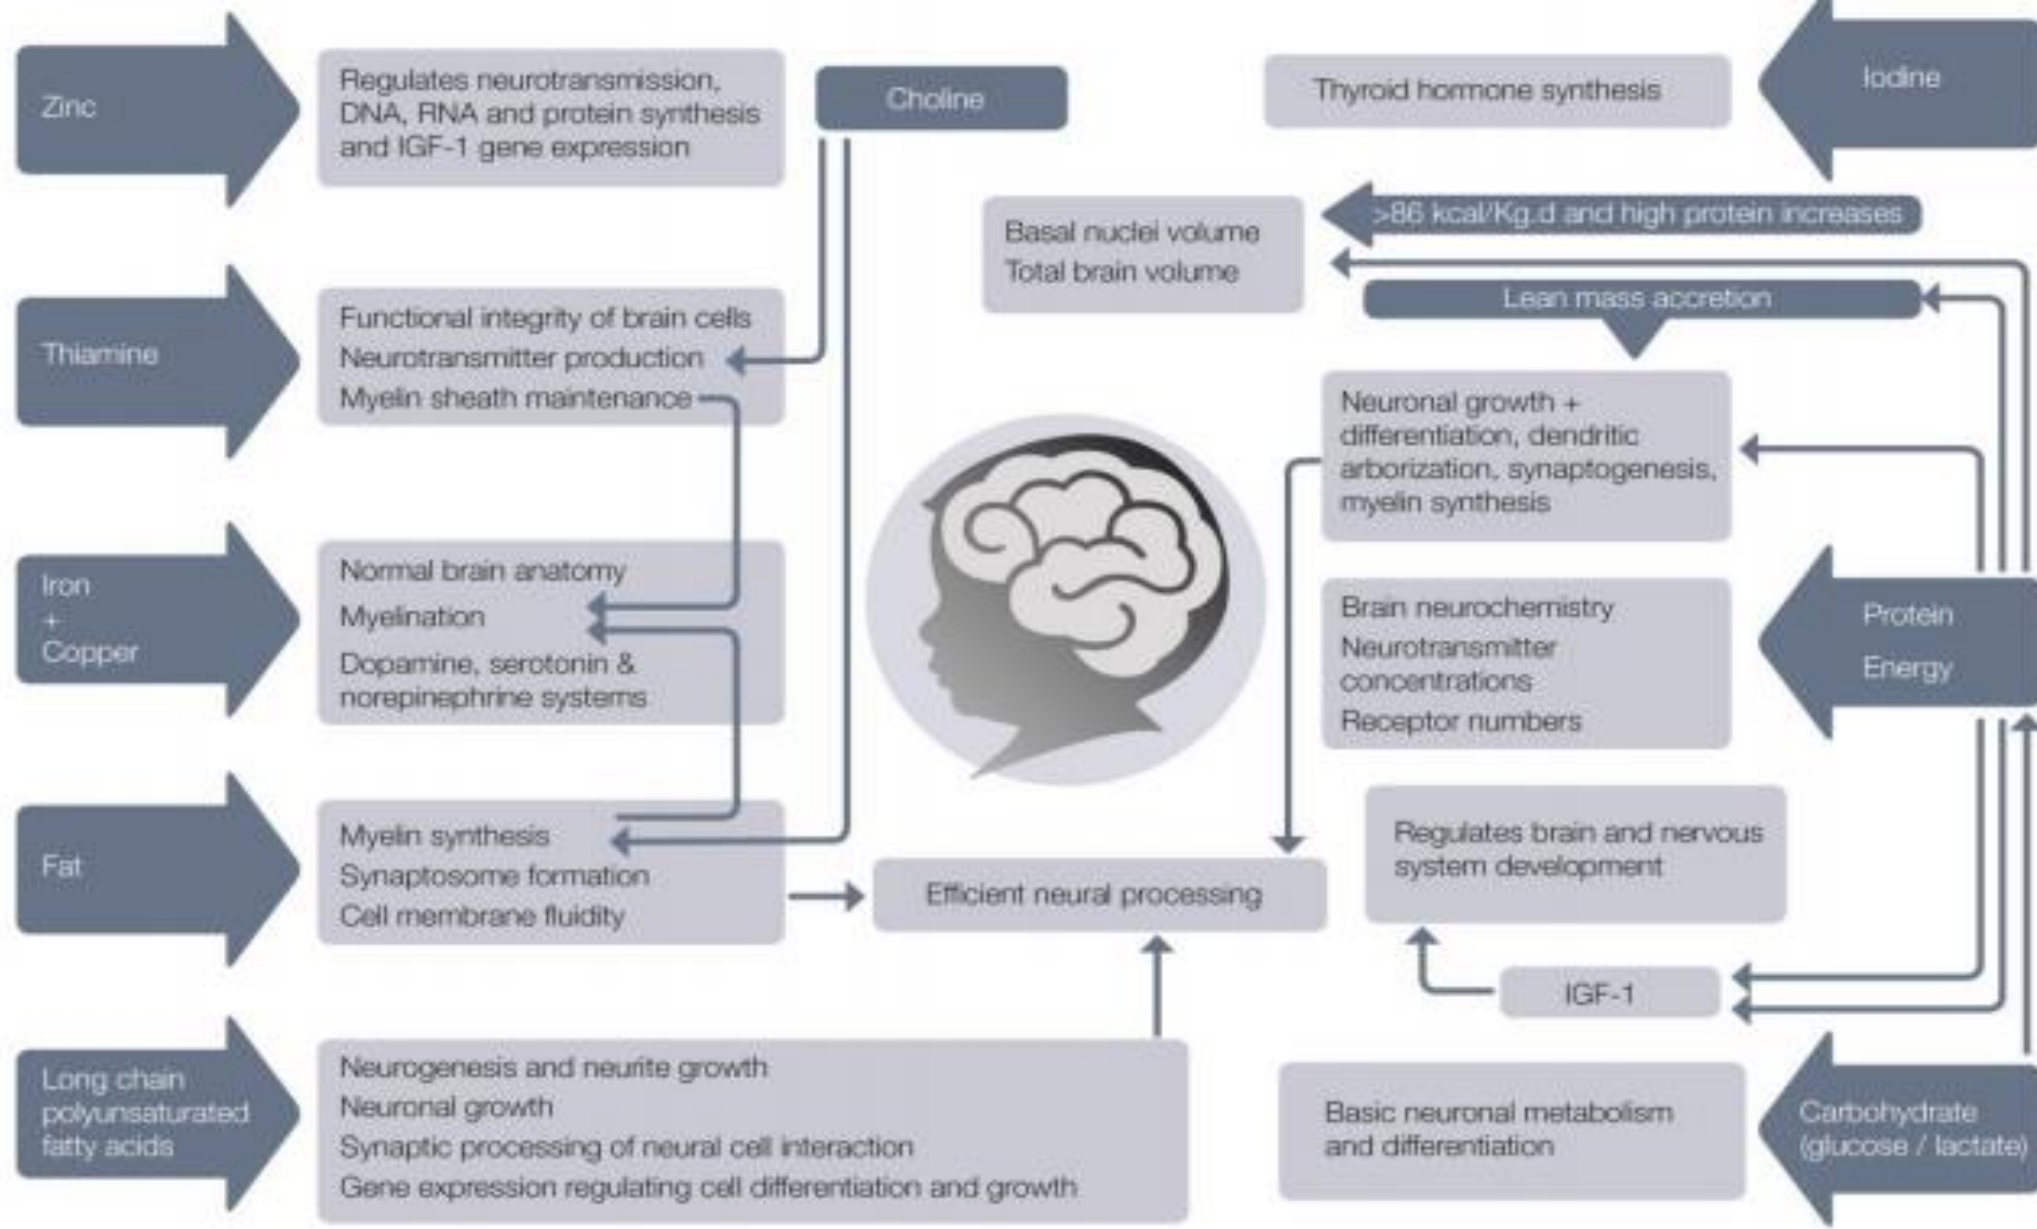 Zinc
Regulates neurotransmission,
DNA, RNA and protein synthesis
and IGF-1 gene expression
Choline
Thyroid hormone synthesis
Iodine
>86 kcal/Kg.d and high protein increases
Basal nuclei volume
Total brain volume
Lean mass accretion
Thiamine
Functional integrity of brain cells
Neurotransmitter production
Myelin sheath maintenance
Neuronal growth +
differentiation, dendritic
arborization, synaptogenesis,
myelin synthesis
Iron
+
Copper
Normal brain anatomy
Myelination
Dopamine, serotonin &
norepinephrine systems
Brain neurochemistry
Neurotransmitter
concentrations
Receptor numbers
Protein
Energy
Fat
Myelin synthesis
Synaptosome formation
Cell membrane fluidity
Efficient neural processing
Regulates brain and nervous
system development
IGF-1
Long chain
polyunsaturated
fatty acids
Neurogenesis and neurite growth
Neuronal growth
Synaptic processing of neural cell interaction
Gene expression regulating cell differentiation and growth
Basic neuronal metabolism
and differentiation
Carbohydrate
(glucose / lactate)